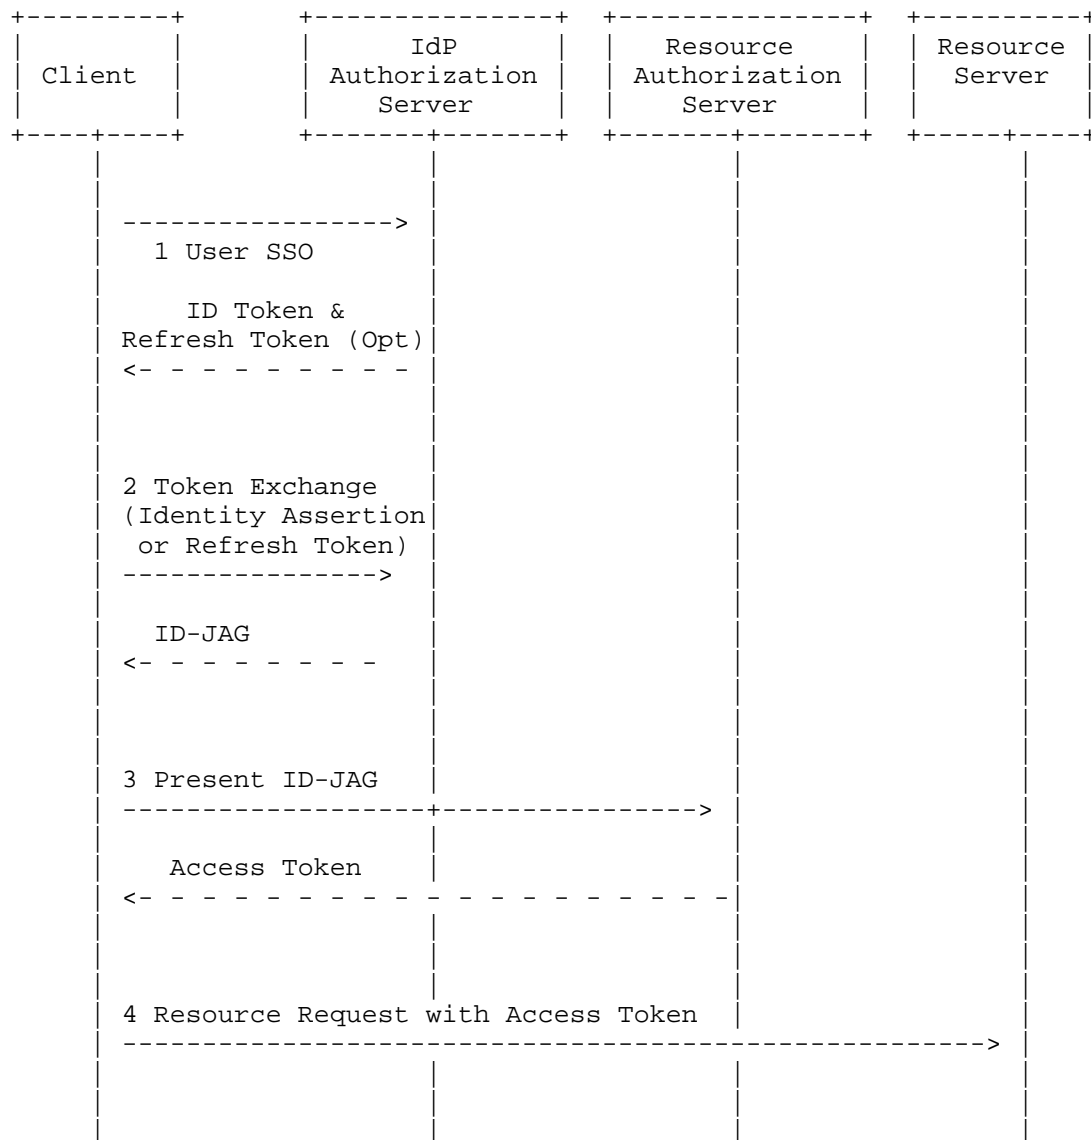 Client
IdP
Authorization
Server
Resource
Authorization
Server
Resource
Server
1 User SSO
ID Token &
Refresh Token (Opt)
2 Token Exchange
(Identity Assertion
or Refresh Token)
ID-JAG
3 Present ID-JAG
Access Token
4 Resource Request with Access Token